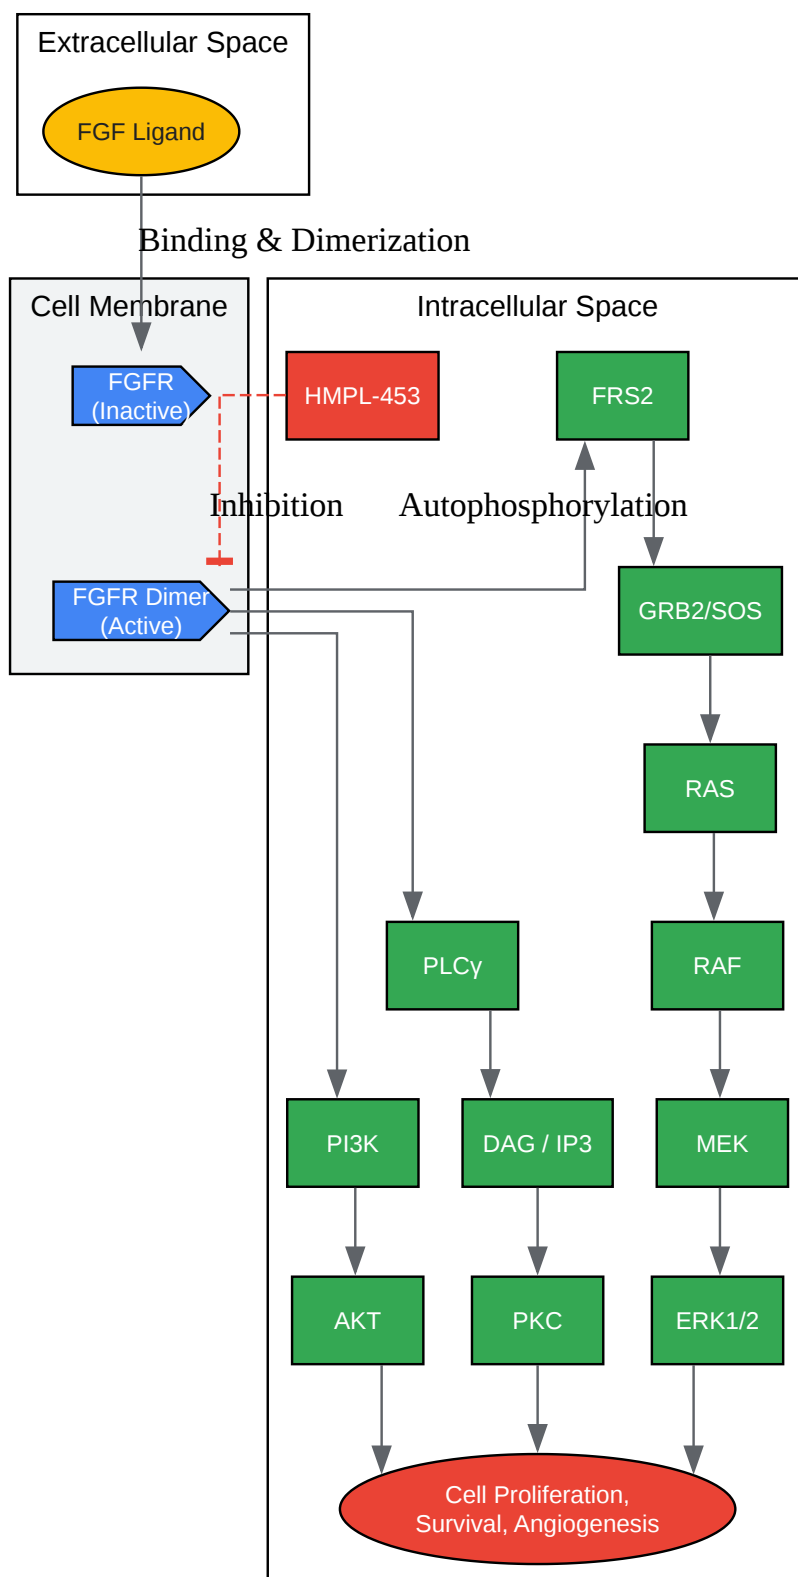 Extracellular Space
FGF Ligand
Binding & Dimerization
Cell Membrane
Intracellular Space
FGFR
(Inactive)
HMPL-453
FRS2
Inhibition
Autophosphorylation
FGFR Dimer
(Active)
GRB2/SOS
RAS
PLCγ
RAF
PI3K
DAG / IP3
MEK
AKT
PKC
ERK1/2
Cell Proliferation,
Survival, Angiogenesis